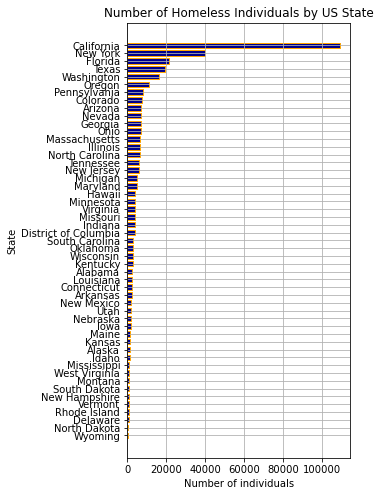 Number of Homeless Individuals by US State
California
New York
Florida
Texas
Washington
Oregon
Pennsylvania
Colorado
Arizona
Nevada
Georgia
Ohio
Massachusetts
Illinois
North Carolina
Tennessee
New Jersey
Michigan
Maryland
Hawaii
Minnesota
Virginia
Missouri
Indiana
District of Columbia
South Carolina
Oklahoma
Wisconsin
Kentucky
Alabama
Louisiana
Connecticut
Arkansas
New Mexico
Utah
Nebraska
Iowa
Maine
Kansas
Alaska
Idaho
Mississippi
West Virginia
Montana
South Dakota
New Hampshire
Vermont
Rhode Island
Delaware
North Dakota
Wyoming
State
0 20000 40000 60000 80000 100000
Number of individuals